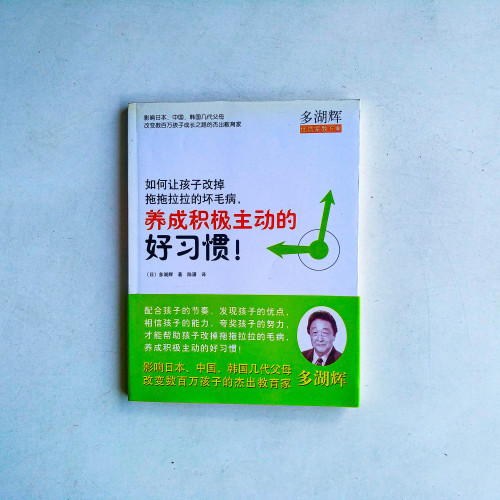 影响日本、中国、韩国几代父母
改变数百万孩子成长之路的杰出教育家
多湖辉
如何让孩子改掉
拖拖拉拉的坏毛病，
养成积极主动的
好习惯！
（日）多湖辉 著 陆潇 译
配合孩子的节奏，发现孩子的优点，
相信孩子的能力，夸奖孩子的努力，
才能帮助孩子改掉拖拖拉拉的毛病，
养成积极主动的好习惯！
影响日本、中国、韩国几代父母
改变数百万孩子的杰出教育家
多湖辉